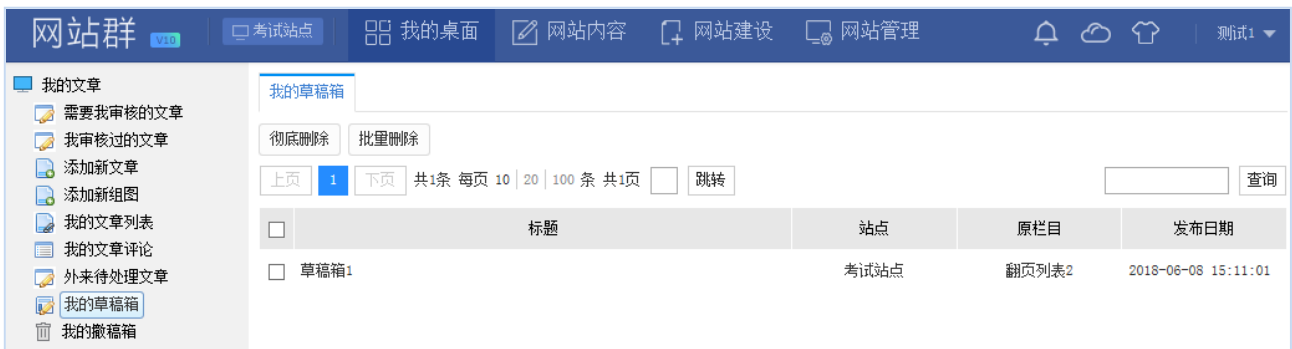 网站群 V10 考试站点 我的桌面 网站内容 网站建设 网站管理 测试1
我的文章
需要我审核的文章
我审核过的文章
添加新文章
添加新组图
我的文章列表
我的文章评论
外来待处理文章
我的草稿箱
我的撤稿箱
我的草稿箱
彻底删除 批里删除
上页 1 下页 共1条 每页 10 20 100 条 共1页 跳转 查询
标题 站点 原栏目 发布日期
草稿箱1 考试站点 翻页列表2 2018-06-08 15:11:01